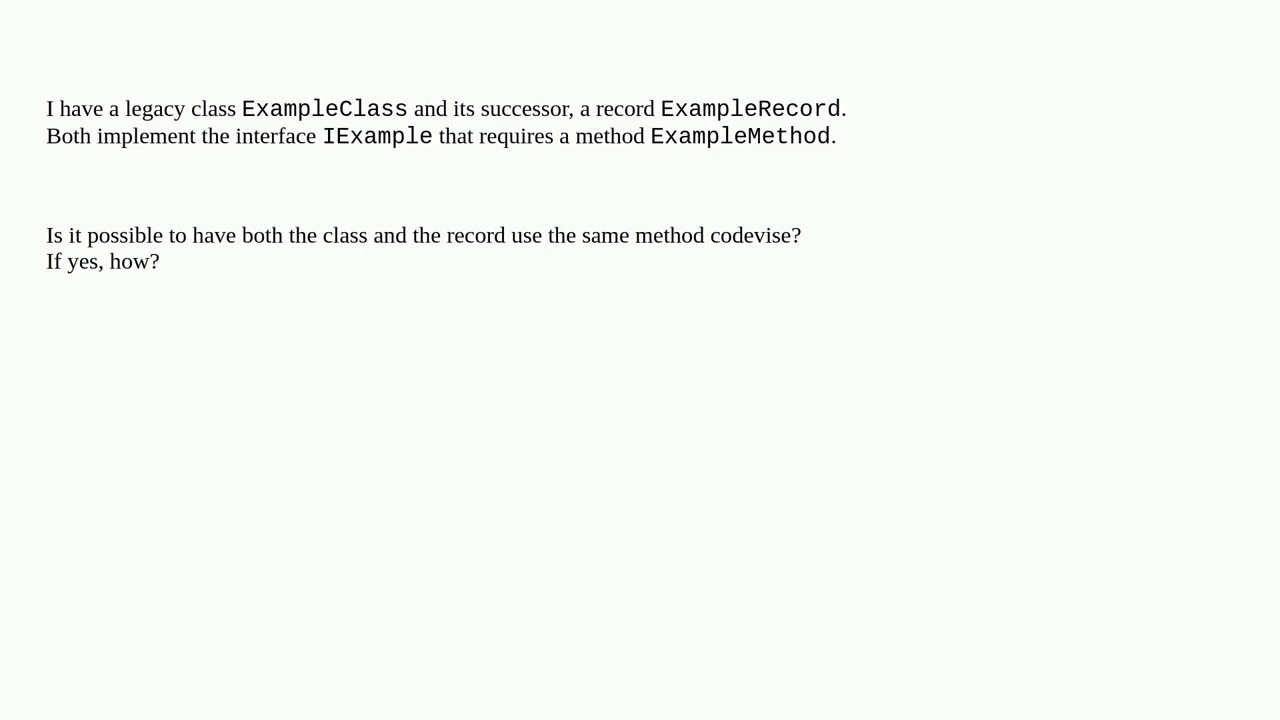 I have a legacy class ExampleClass and its successor, a record ExampleRecord.
Both implement the interface IExample that requires a method ExampleMethod.
Is it possible to have both the class and the record use the same method codevise?
If yes, how?